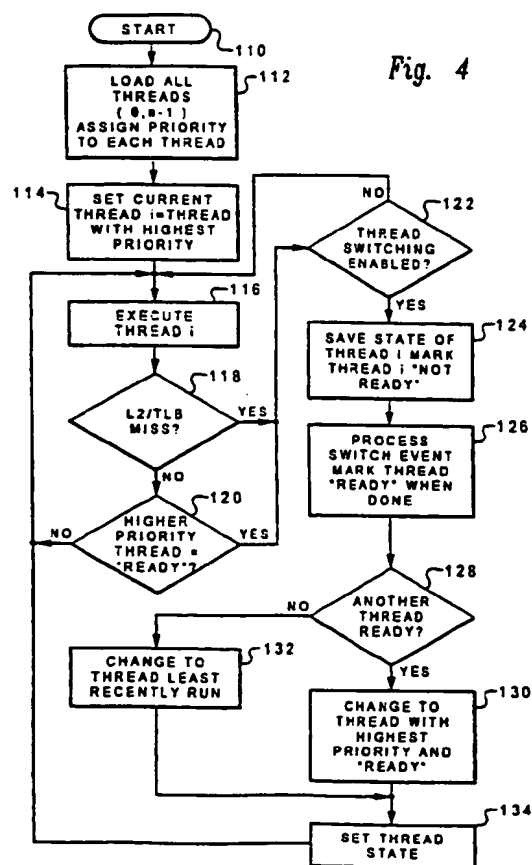 START
110
Fig. 4
112
LOAD ALL
THREADS
(0,n-1)
ASSIGN PRIORITY
TO EACH THREAD
114
SET CURRENT
THREAD i=THREAD
WITH HIGHEST
PRIORITY
116
EXECUTE
THREAD i
118
L2/TLB
MISS?
YES
NO
120
HIGHER
PRIORITY
THREAD =
"READY"?
NO
YES
122
THREAD
SWITCHING
ENABLED?
NO
YES
124
SAVE STATE OF
THREAD i MARK
THREAD i "NOT
READY"
126
PROCESS
SWITCH EVENT
MARK THREAD
"READY" WHEN
DONE
128
ANOTHER
THREAD
READY?
NO
YES
132
CHANGE TO
THREAD LEAST
RECENTLY RUN
130
CHANGE TO
THREAD WITH
HIGHEST
PRIORITY AND
"READY"
134
SET THREAD
STATE